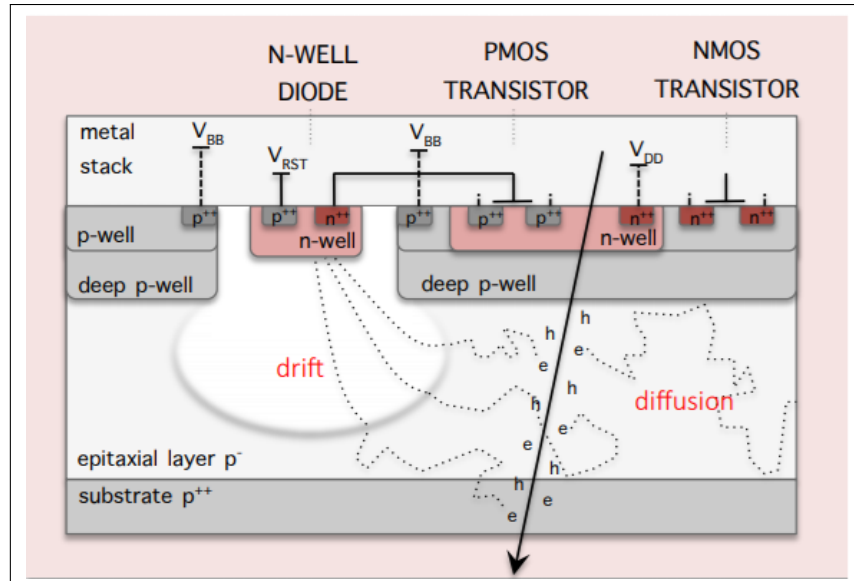 N-WELL DIODE
PMOS TRANSISTOR
NMOS TRANSISTOR
metal stack
V_BB
V_RST
V_BB
V_DD
p++
p++
n++
p++
p++
p++
n++
n++
n++
p-well
n-well
n-well
deep p-well
deep p-well
h
e
h
e
drift
h
h
diffusion
e
e
epitaxial layer p-
h
h
substrate p++
e
e